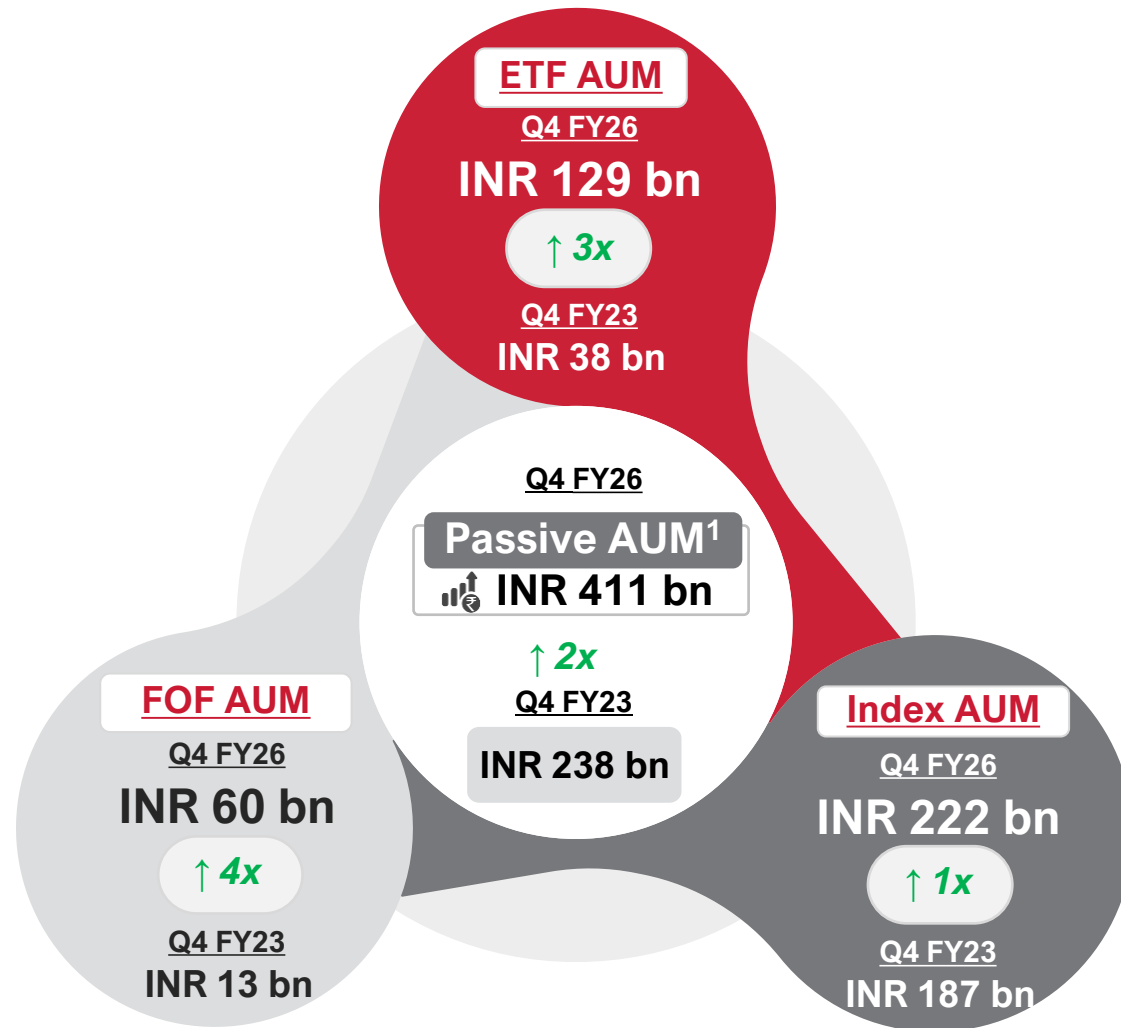 ETF AUM
Q4 FY26
INR 129 bn
↑ 3x
Q4 FY23
INR 38 bn
Q4 FY26
Passive AUM¹
INR 411 bn
↑ 2x
Q4 FY23
INR 238 bn
FOF AUM
Q4 FY26
INR 60 bn
↑ 4x
Q4 FY23
INR 13 bn
Index AUM
Q4 FY26
INR 222 bn
↑ 1x
Q4 FY23
INR 187 bn